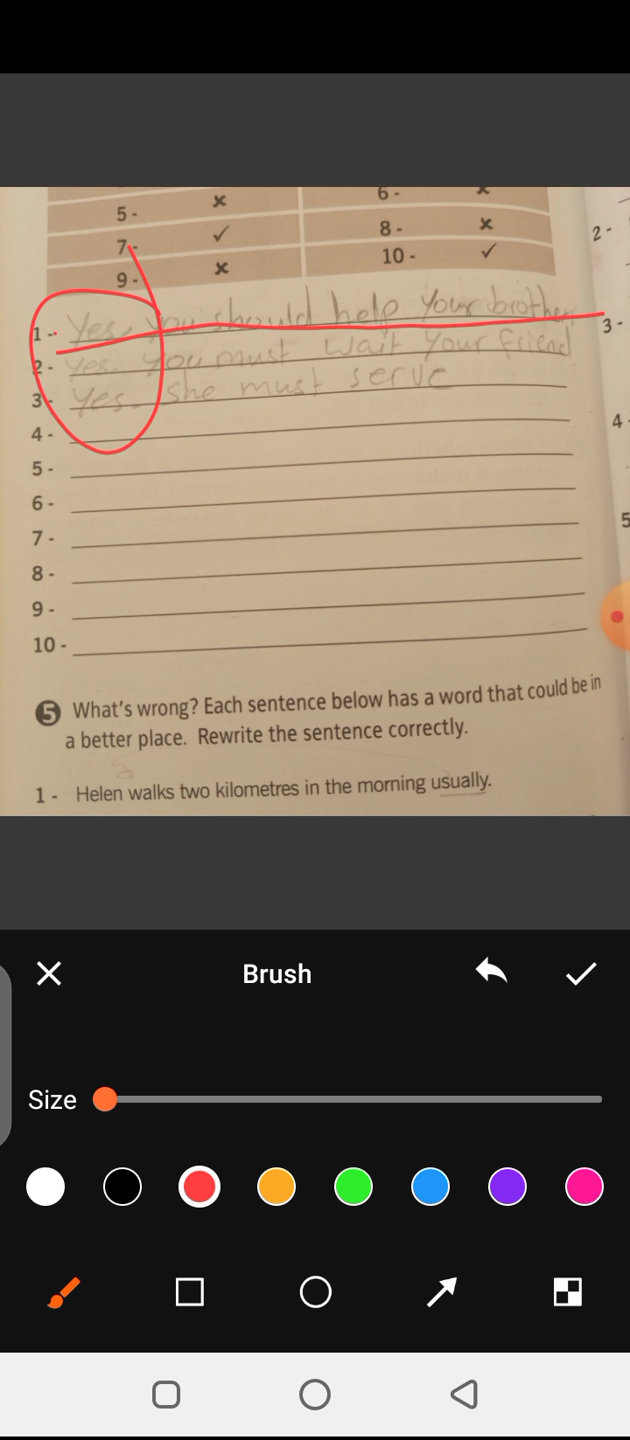 5 - ✗ 6 - ✗
7 - ✓ 8 - ✗
9 - ✗ 10 - ✓
2 -
3 -
4 -
5
1 - Yes. you should help your brother
2 - Yes. you must wait your friend
3 - Yes. She must serve
4 -
5 -
6 -
7 -
8 -
9 -
10 -
5 What's wrong? Each sentence below has a word that could be in
a better place. Rewrite the sentence correctly.
1 - Helen walks two kilometres in the morning usually.
Brush
Size